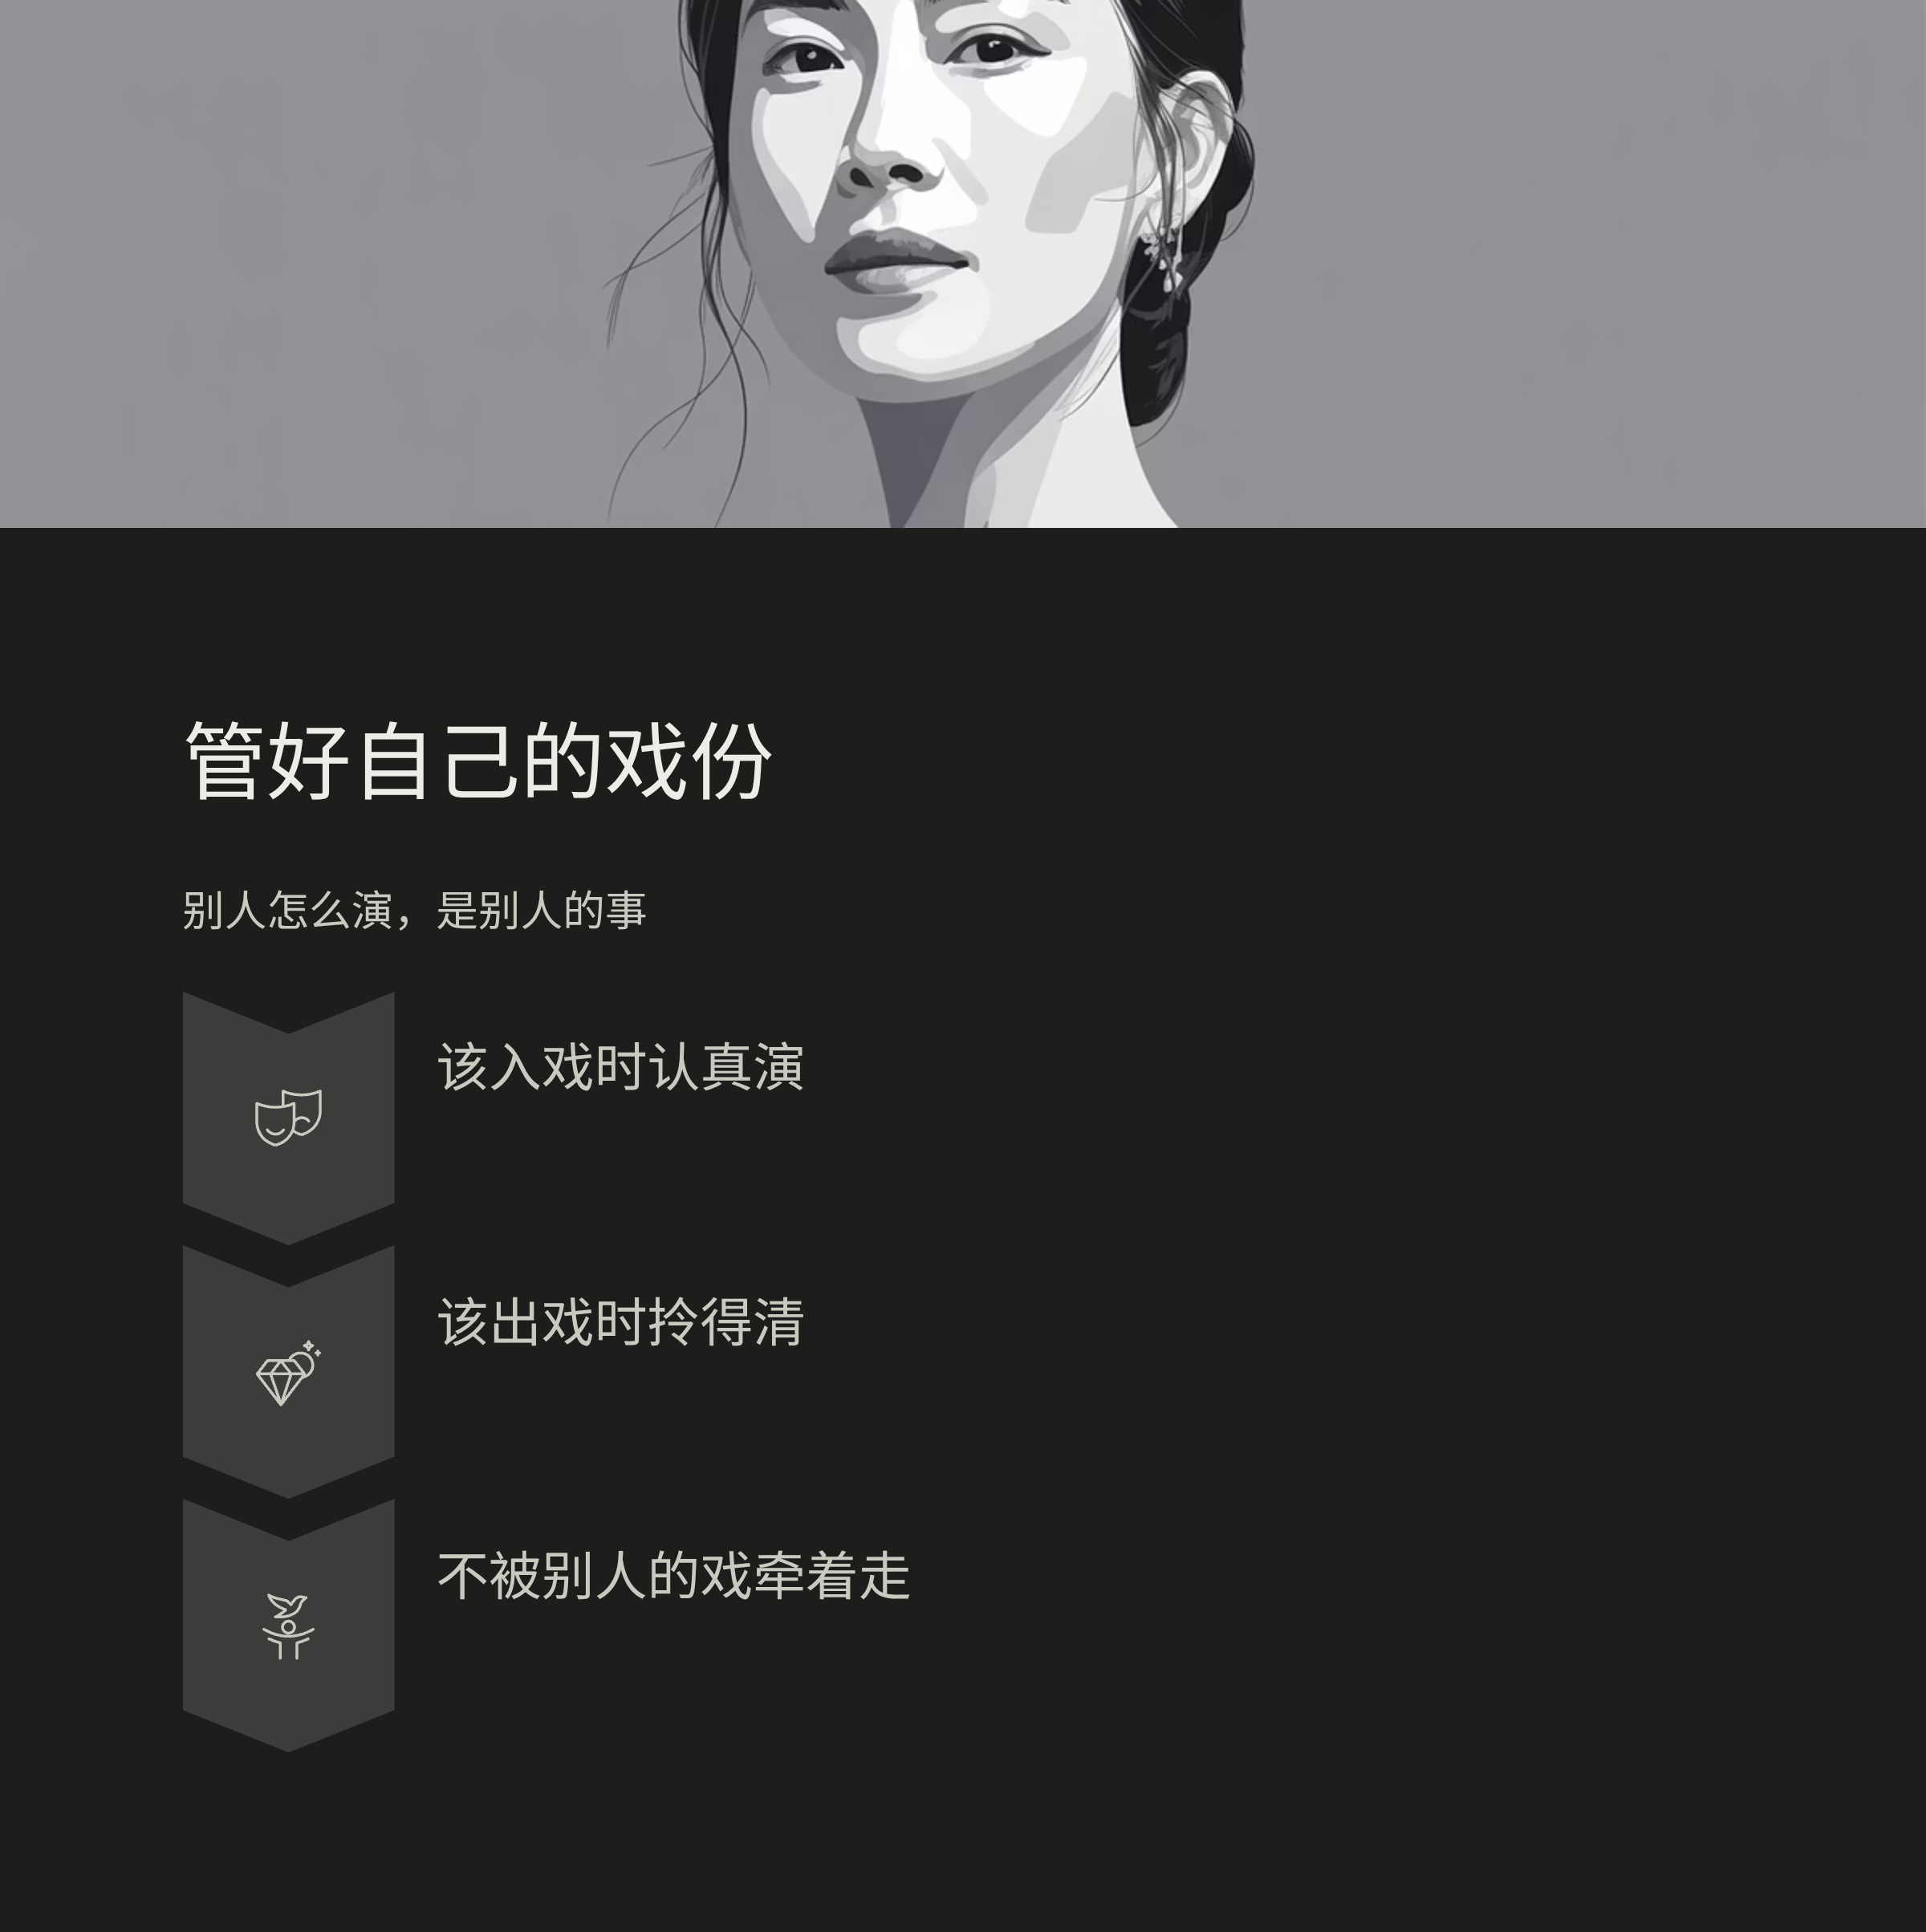 管好自己的戏份
别人怎么演，是别人的事
该入戏时认真演
该出戏时拎得清
不被别人的戏牵着走